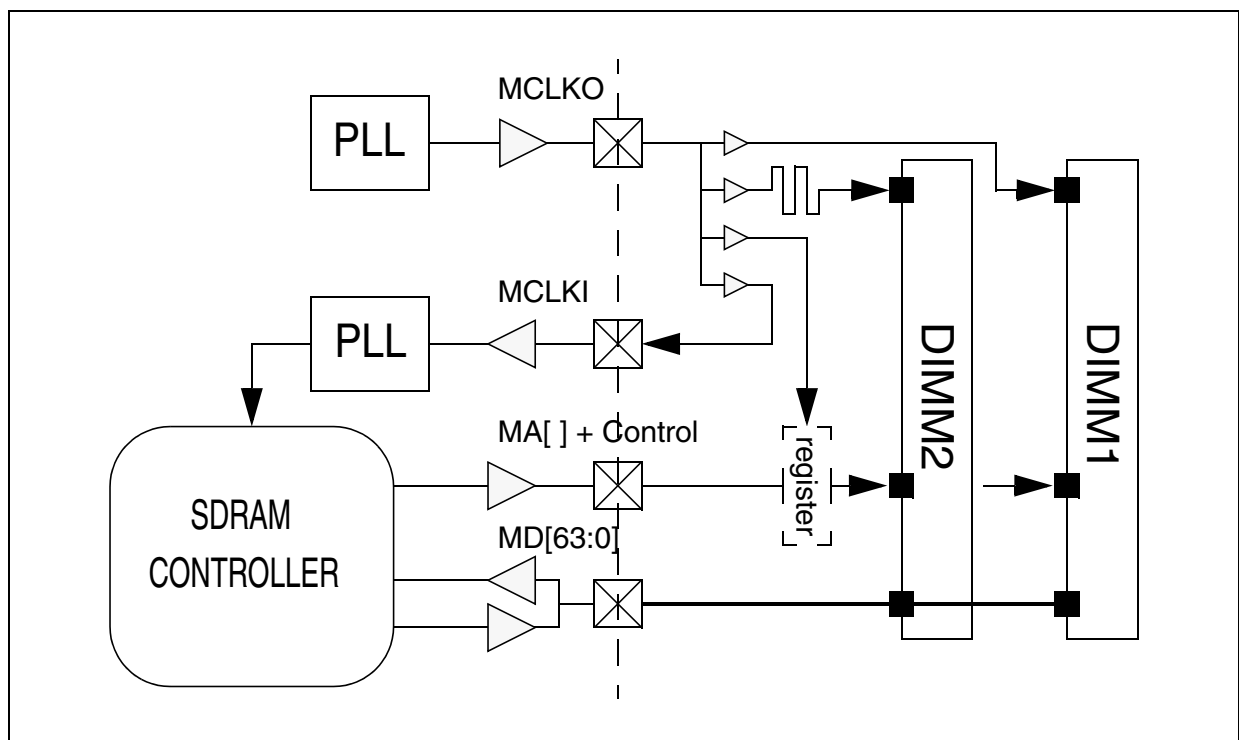 MCLKO
PLL
MCLKI
PLL
DIMM2
DIMM1
MA[ ] + Control
register
SDRAM
CONTROLLER
MD[63:0]